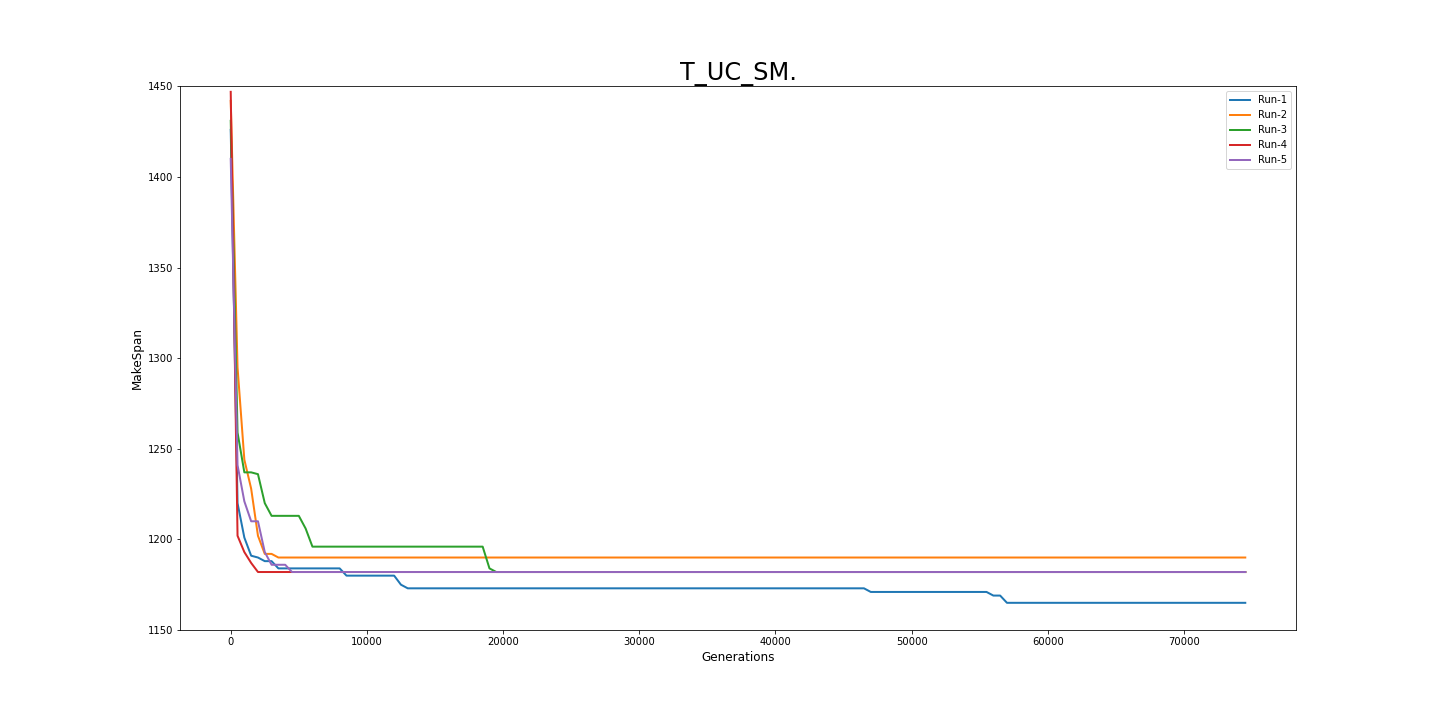 T_UC_SM.
1450
1400
1350
1300
1250
1200
1150
MakeSpan
0 10000 20000 30000 40000 50000 60000 70000
Generations
Run-1
Run-2
Run-3
Run-4
Run-5